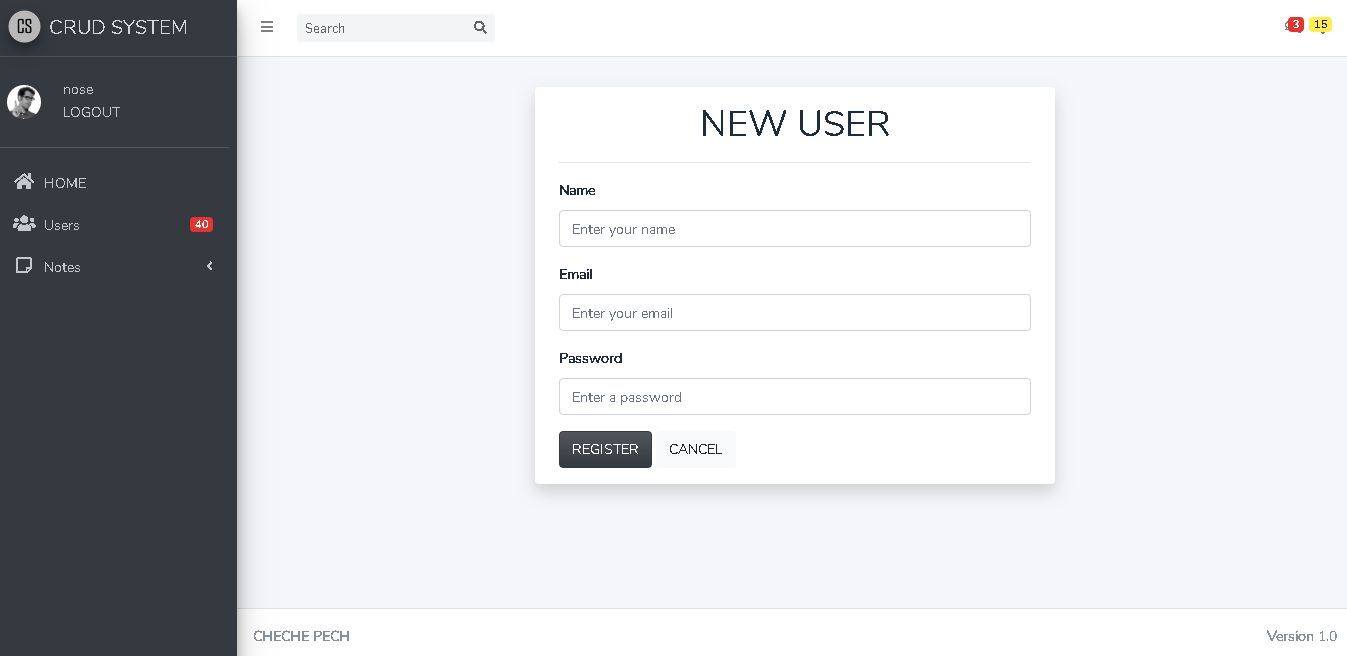 CS CRUD SYSTEM
Search
3 15
nose
LOGOUT
HOME
Users 40
Notes
NEW USER
Name
Enter your name
Email
Enter your email
Password
Enter a password
REGISTER CANCEL
CHECHE PECH
Version 1.0